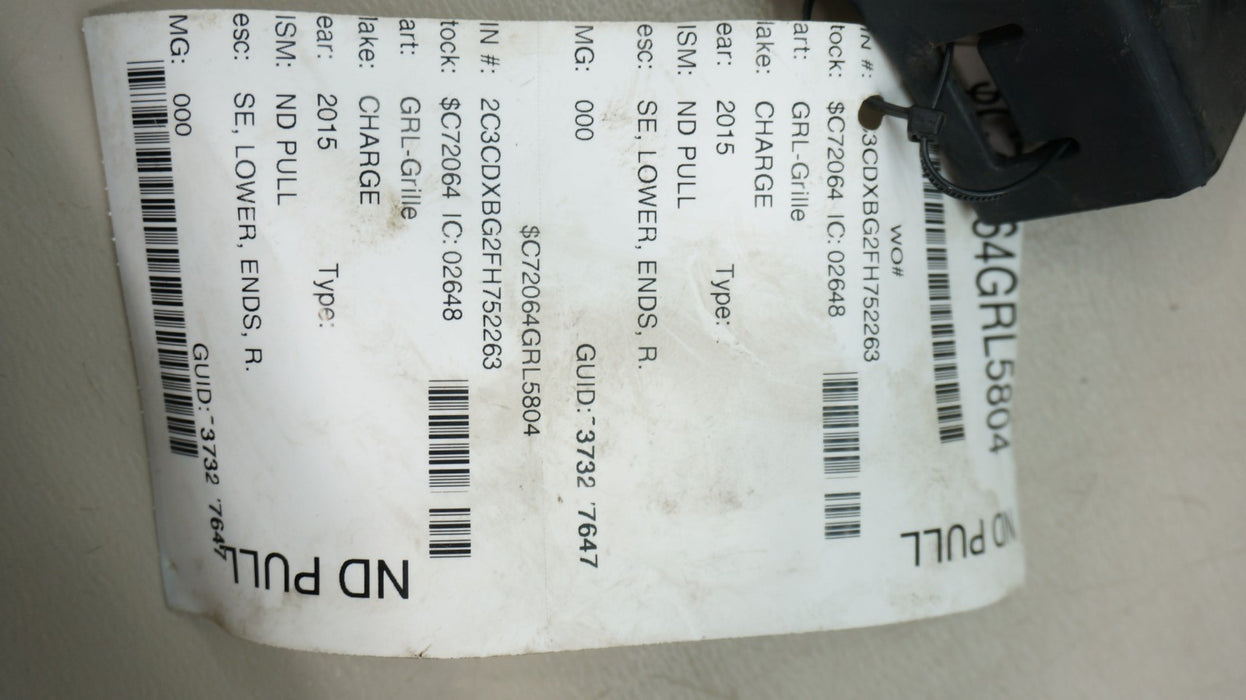 64GRL5804
ND PULL
WO#
IN #: 3CDXBG2FH752263
tock: $C72064 IC: 02648
art: GRL-Grille
lake: CHARGE
ear: 2015 Type:
ISM: ND PULL
esc: SE, LOWER, ENDS, R.
MG: 000 GUID: -3732 '7647
$C72064GRL5804
IN #: 2C3CDXBG2FH752263
tock: $C72064 IC: 02648
art: GRL-Grille
lake: CHARGE
ear: 2015 Type:
ISM: ND PULL
esc: SE, LOWER, ENDS, R.
MG: 000 GUID: -3732 '7647
ND PULL